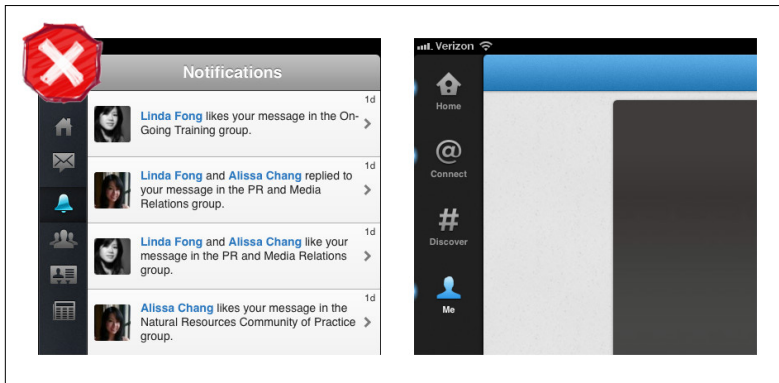 Notifications
1d
Linda Fong likes your message in the On-
Going Training group.
1d
Linda Fong and Alissa Chang replied to
your message in the PR and Media
Relations group.
1d
Linda Fong and Alissa Chang like your
message in the PR and Media Relations
group.
1d
Alissa Chang likes your message in the
Natural Resources Community of Practice
group.
Verizon
Home
@
Connect
#
Discover
Me